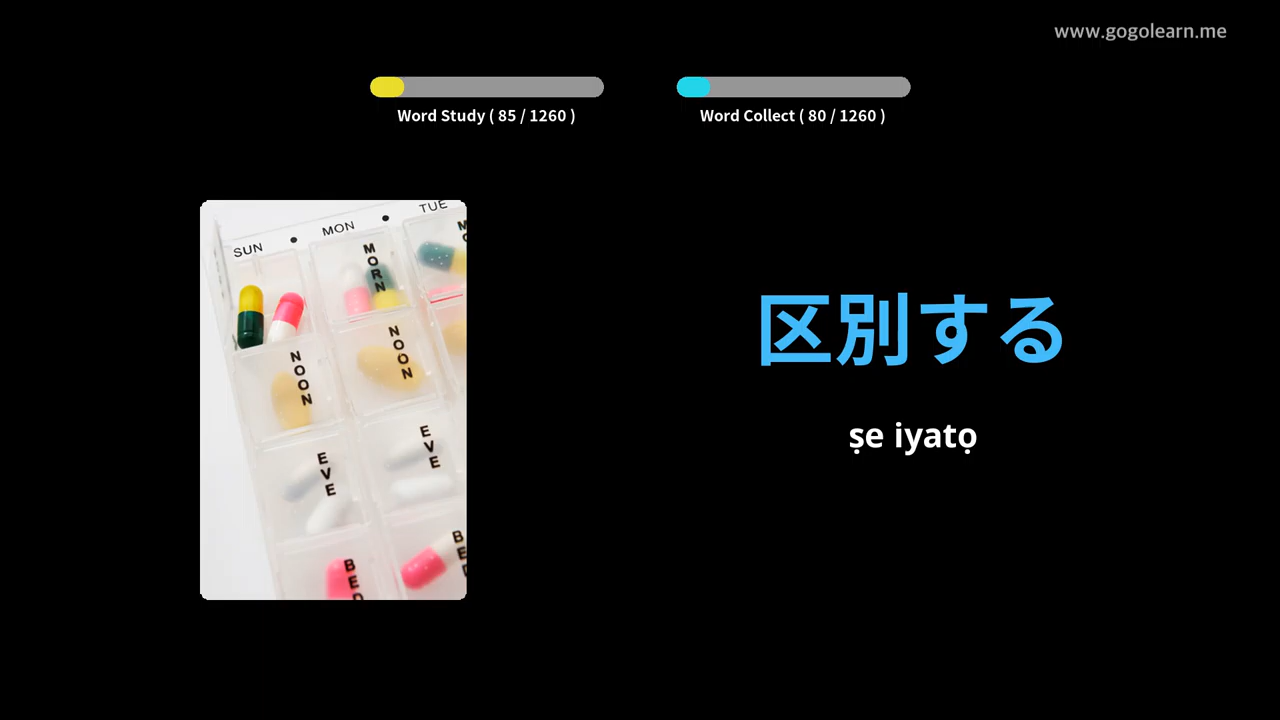 www.gogolearn.me
Word Study ( 85 / 1260 )
Word Collect ( 80 / 1260 )
SUN • MON • TUE
MORN
NOON
NOON
EVE
EVE
BED
区別する
ṣe iyatọ